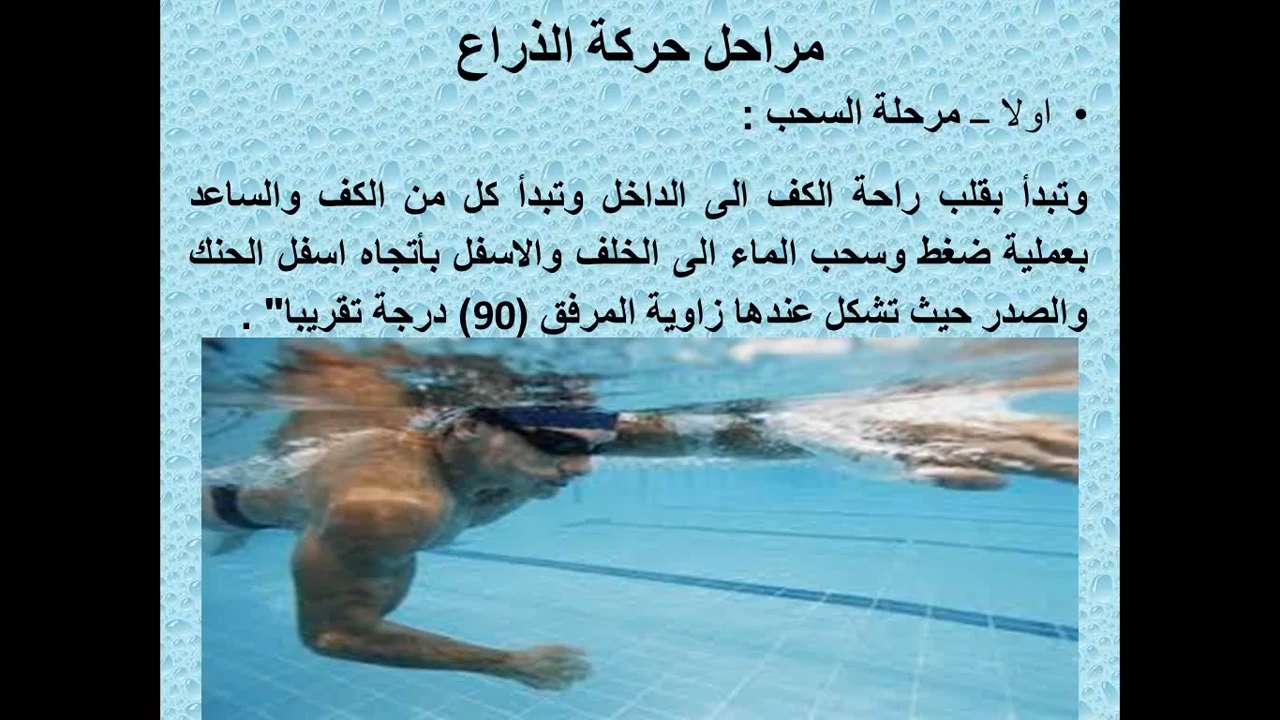 مراحل حركة الذراع
• اولا – مرحلة السحب :
وتبدأ بقلب راحة الكف الى الداخل وتبدأ كل من الكف والساعد
بعملية ضغط وسحب الماء الى الخلف والاسفل بأتجاه اسفل الحنك
والصدر حيث تشكل عندها زاوية المرفق (90) درجة تقريبا" .